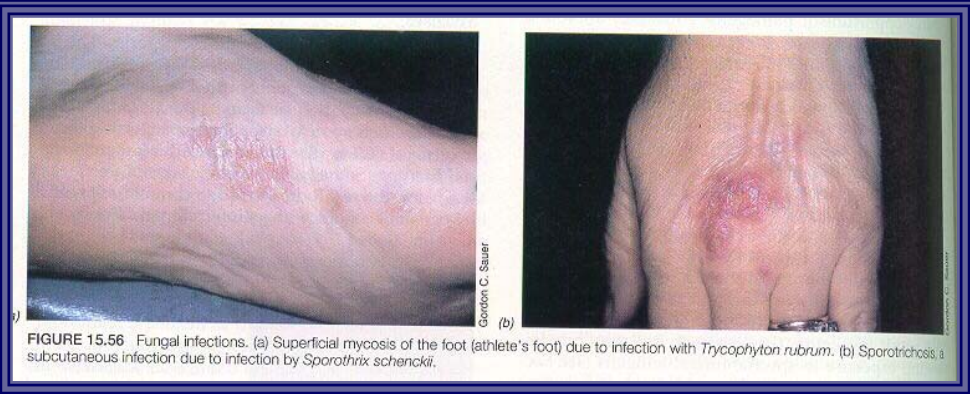 Gordon C. Sauer
(b)
FIGURE 15.56 Fungal infections. (a) Superficial mycosis of the foot (athlete's foot) due to infection with Trycophyton rubrum. (b) Sporotrichosis, a
subcutaneous infection due to infection by Sporothrix schenckii.